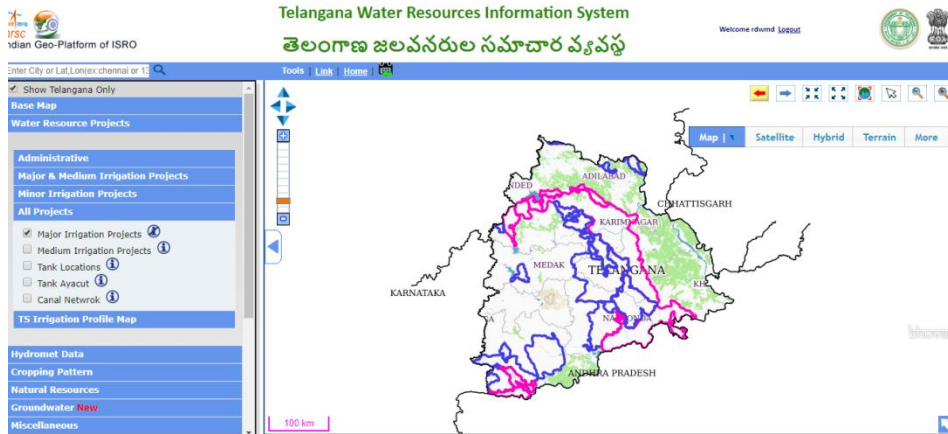 Telangana Water Resources Information System
తెలంగాణ జలవనరుల సమాచార వ్యవస్థ
Welcome rdwmd Logout
nrsc
ndian Geo-Platform of ISRO
Enter City or Lat,Lon(ex:chennai or 13
Tools | Link | Home |
Show Telangana Only
Base Map
Water Resource Projects
Administrative
Major & Medium Irrigation Projects
Minor Irrigation Projects
All Projects
Major Irrigation Projects
Medium Irrigation Projects
Tank Locations
Tank Ayacut
Canal Netwrok
TS Irrigation Profile Map
Hydromet Data
Cropping Pattern
Natural Resources
Groundwater New
Miscellaneous
Map | Satellite Hybrid Terrain More
NDED
ADILABAD
CHHATTISGARH
KARIMNAGAR
MEDAK
TELANGANA
KARNATAKA
KH
NALGONDA
ANDHRA PRADESH
bhuva
100 km